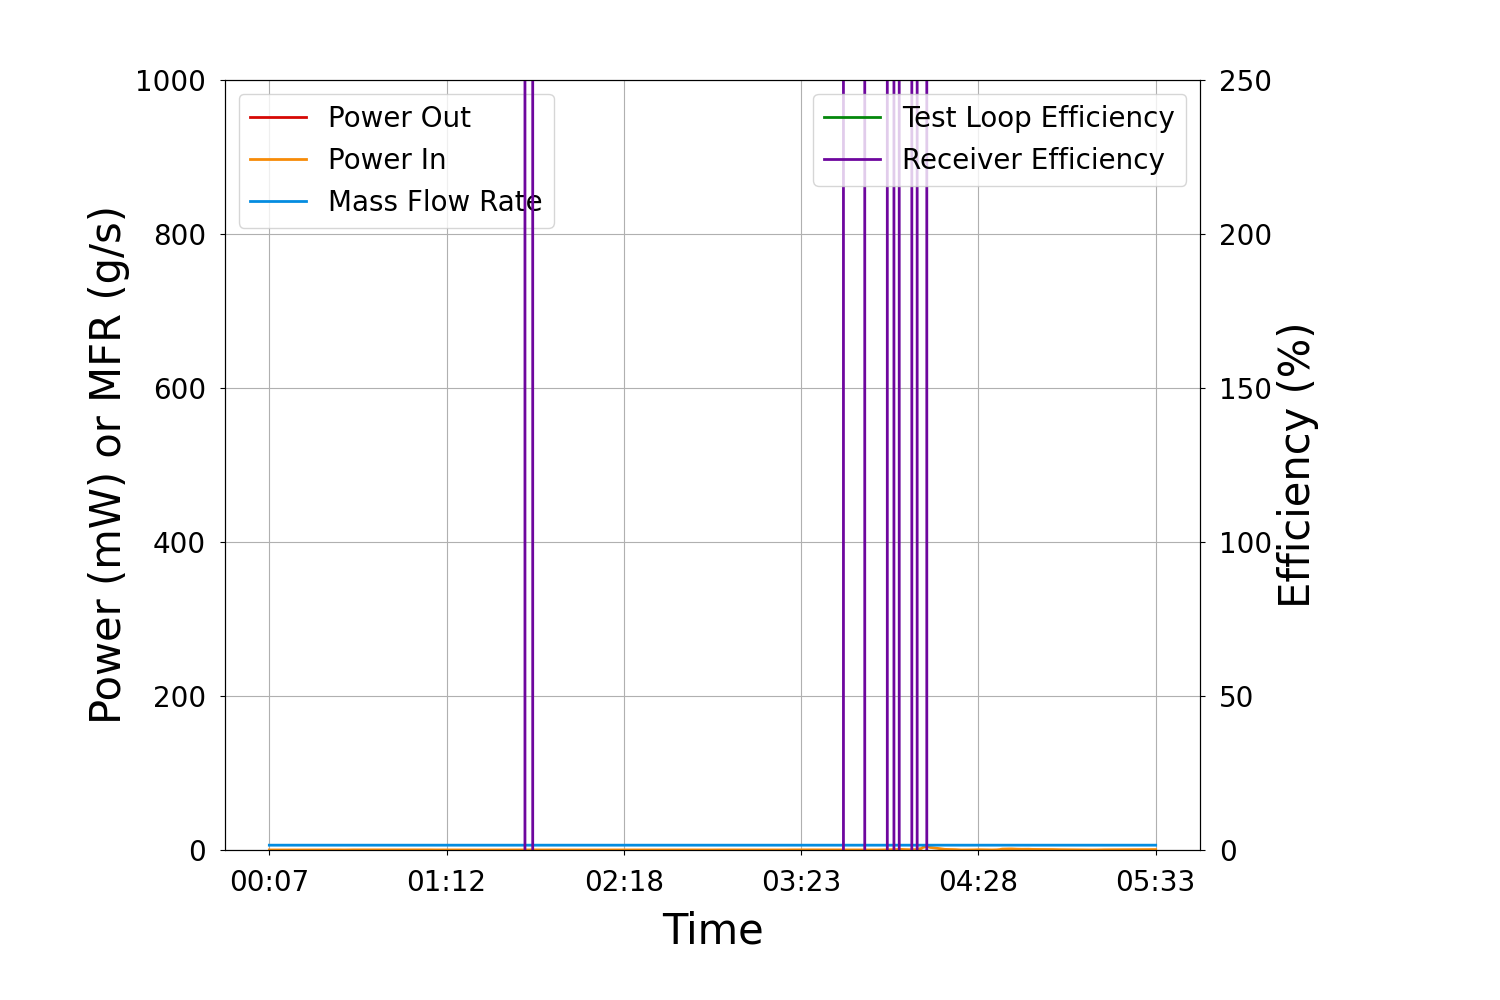 1000
800
600
400
200
0
Power (mW) or MFR (g/s)
Power Out
Power In
Mass Flow Rate
Test Loop Efficiency
Receiver Efficiency
250
200
150
100
50
0
Efficiency (%)
00:07 01:12 02:18 03:23 04:28 05:33
Time